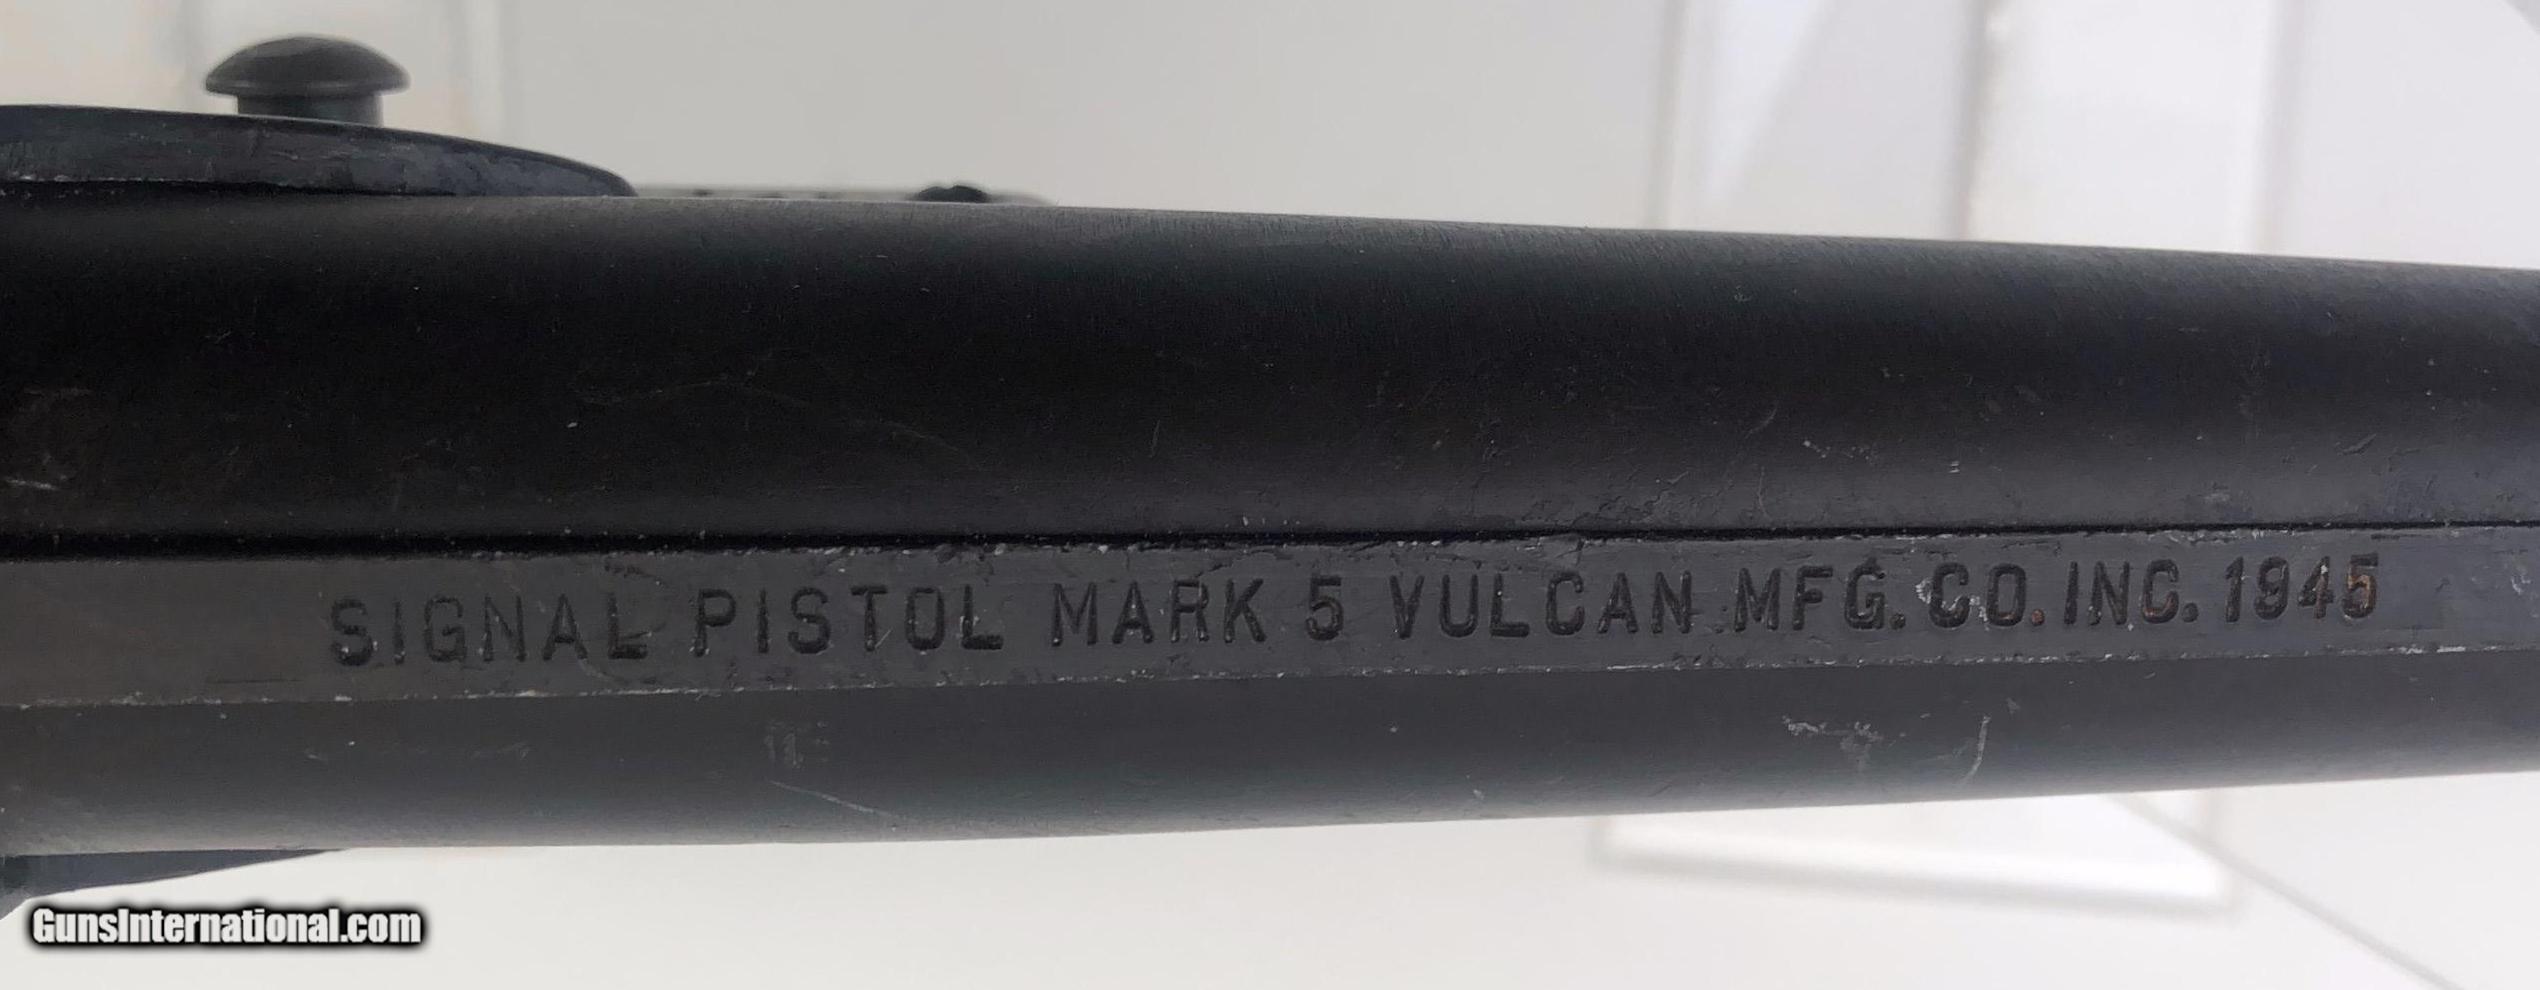 SIGNAL PISTOL MARK 5 VULCAN MFG. CO. INC. 1945
GunsInternational.com